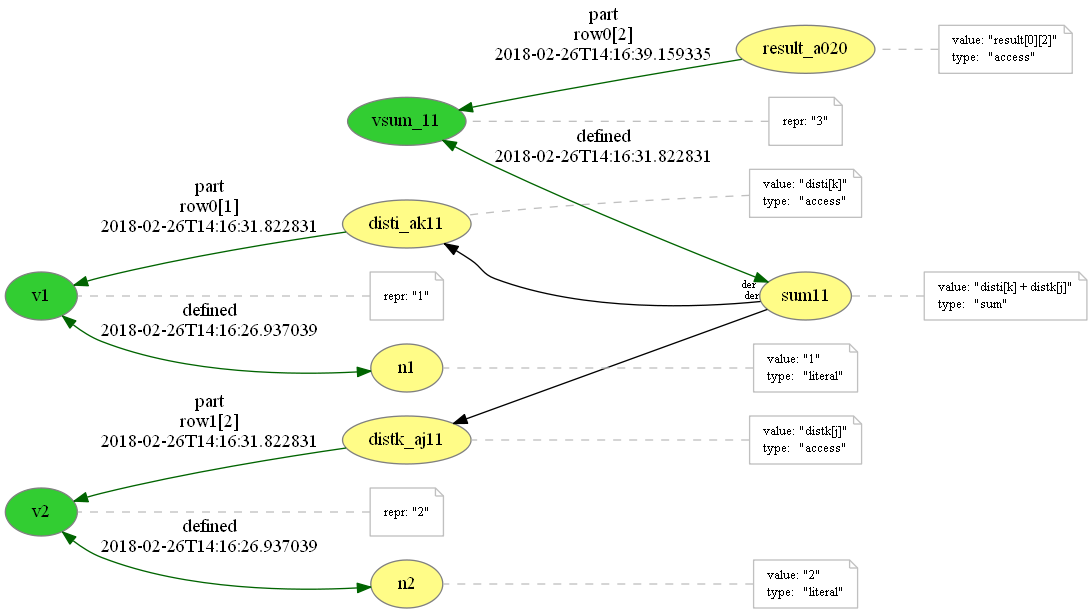 part
row0[2]
2018-02-26T14:16:39.159335
result_a020
value: "result[0][2]"
type: "access"
vsum_11
repr: "3"
defined
2018-02-26T14:16:31.822831
part
row0[1]
2018-02-26T14:16:31.822831
disti_ak11
value: "disti[k]"
type: "access"
v1
repr: "1"
der
der
sum11
value: "disti[k] + distk[j]"
type: "sum"
defined
2018-02-26T14:16:26.937039
n1
value: "1"
type: "literal"
part
row1[2]
2018-02-26T14:16:31.822831
distk_aj11
value: "distk[j]"
type: "access"
v2
repr: "2"
defined
2018-02-26T14:16:26.937039
n2
value: "2"
type: "literal"